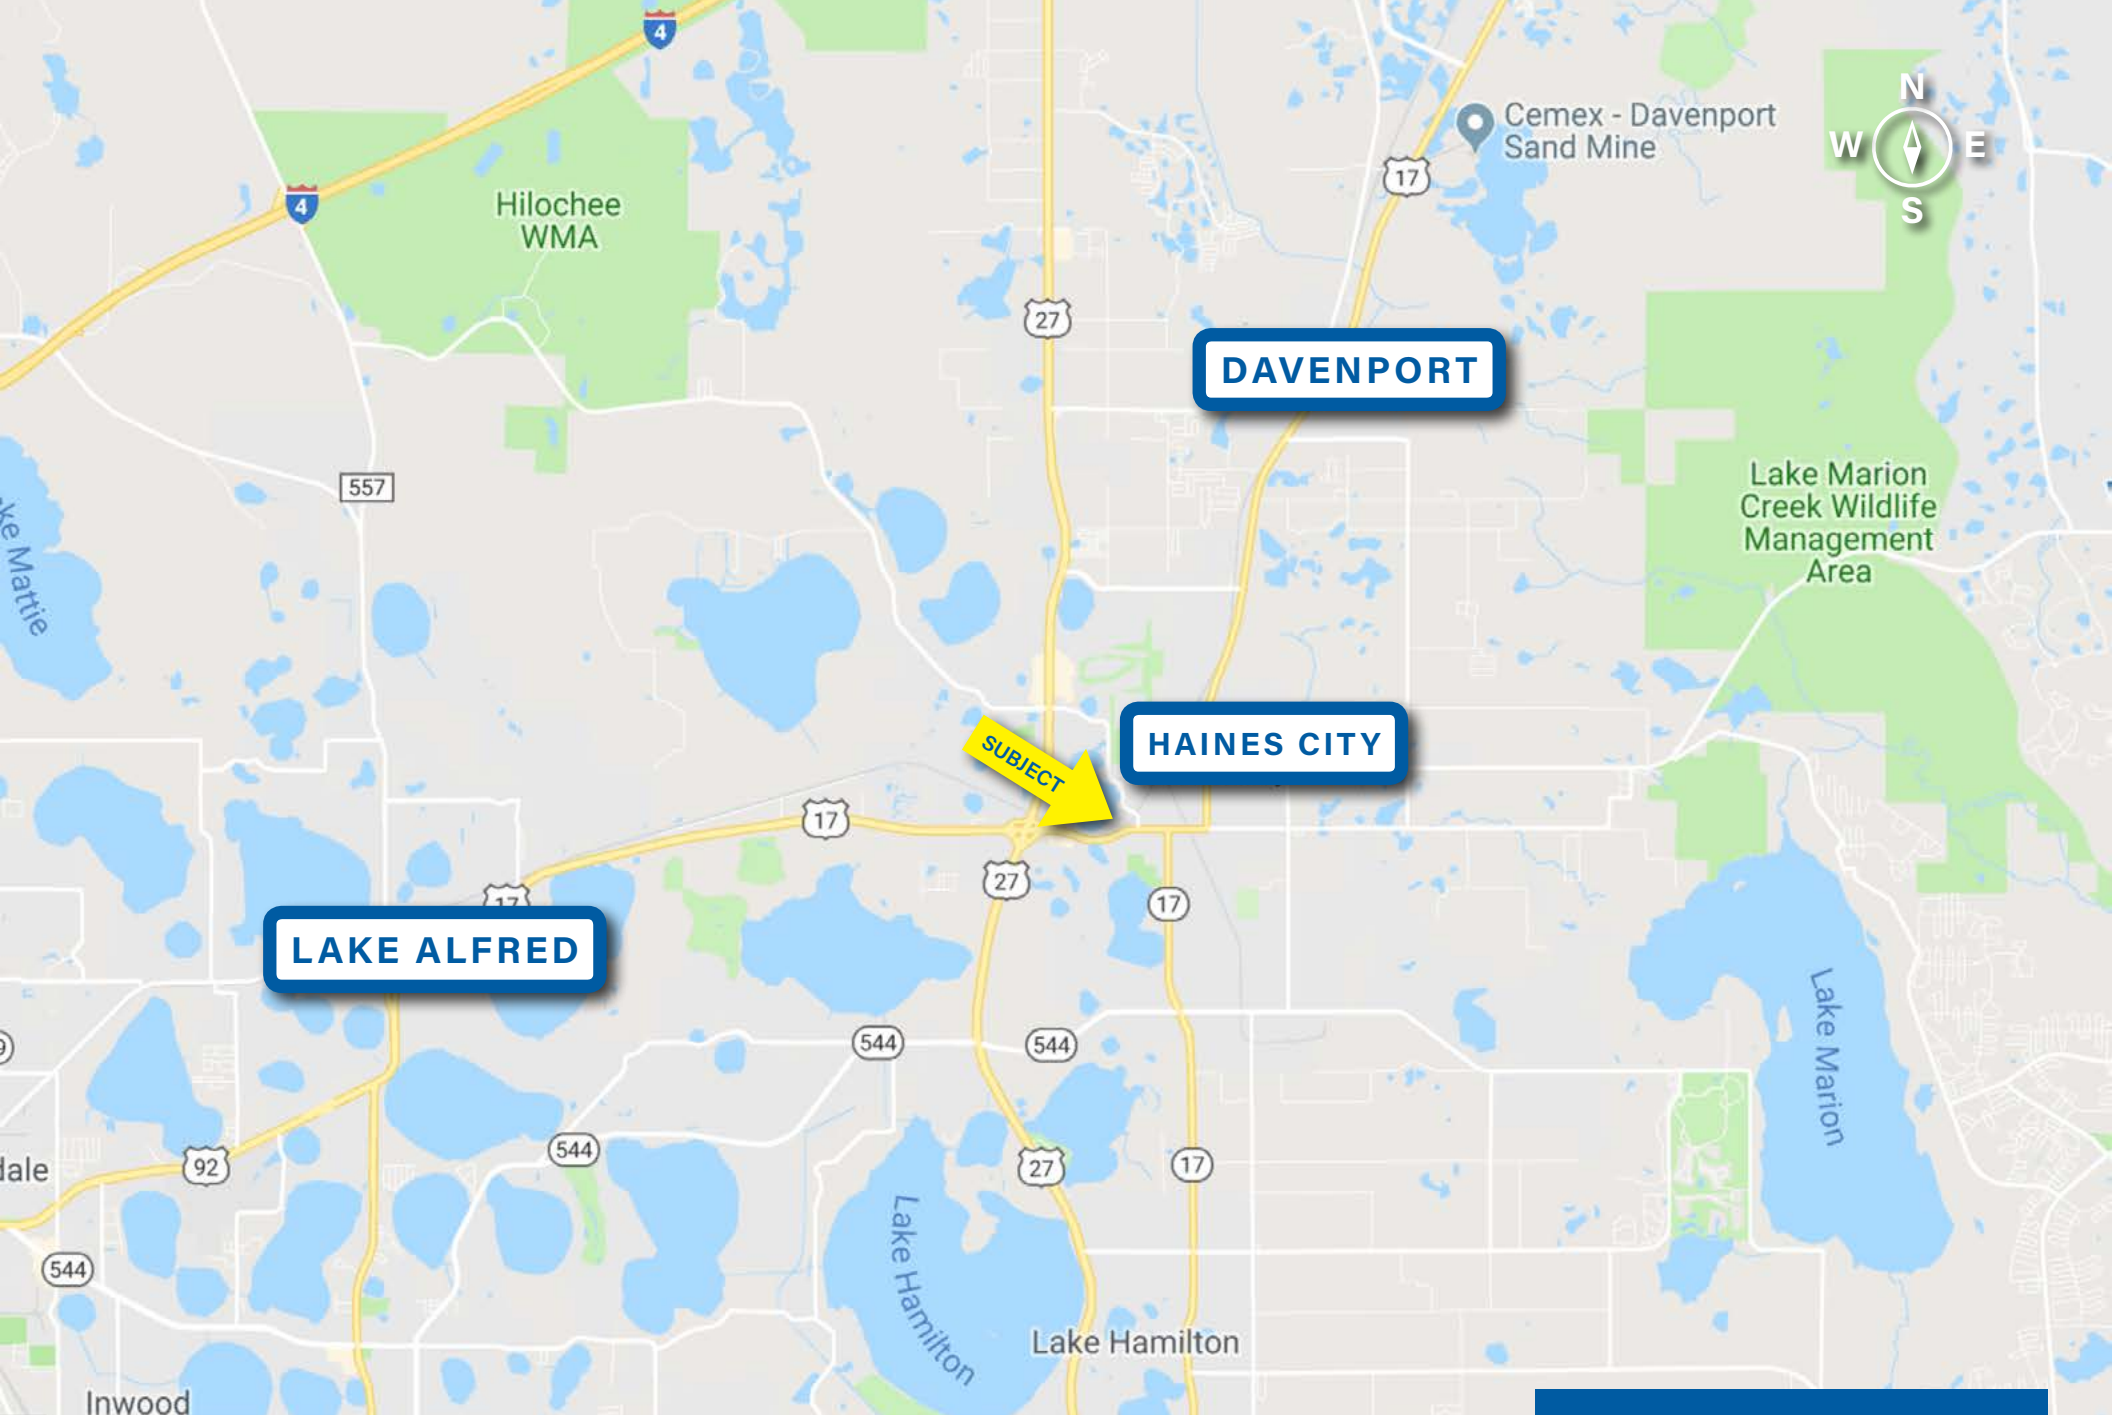 4
N
Cemex - Davenport
Sand Mine
W
E
17
4
Hilochee
WMA
S
27
DAVENPORT
557
Lake Marion
Creek Wildlife
Management
Area
Mattie
HAINES CITY
SUBJECT
17
27
17
17
LAKE ALFRED
Lake Marion
544
544
544
92
27
17
Lake Hamilton
544
Lake Hamilton
Inwood